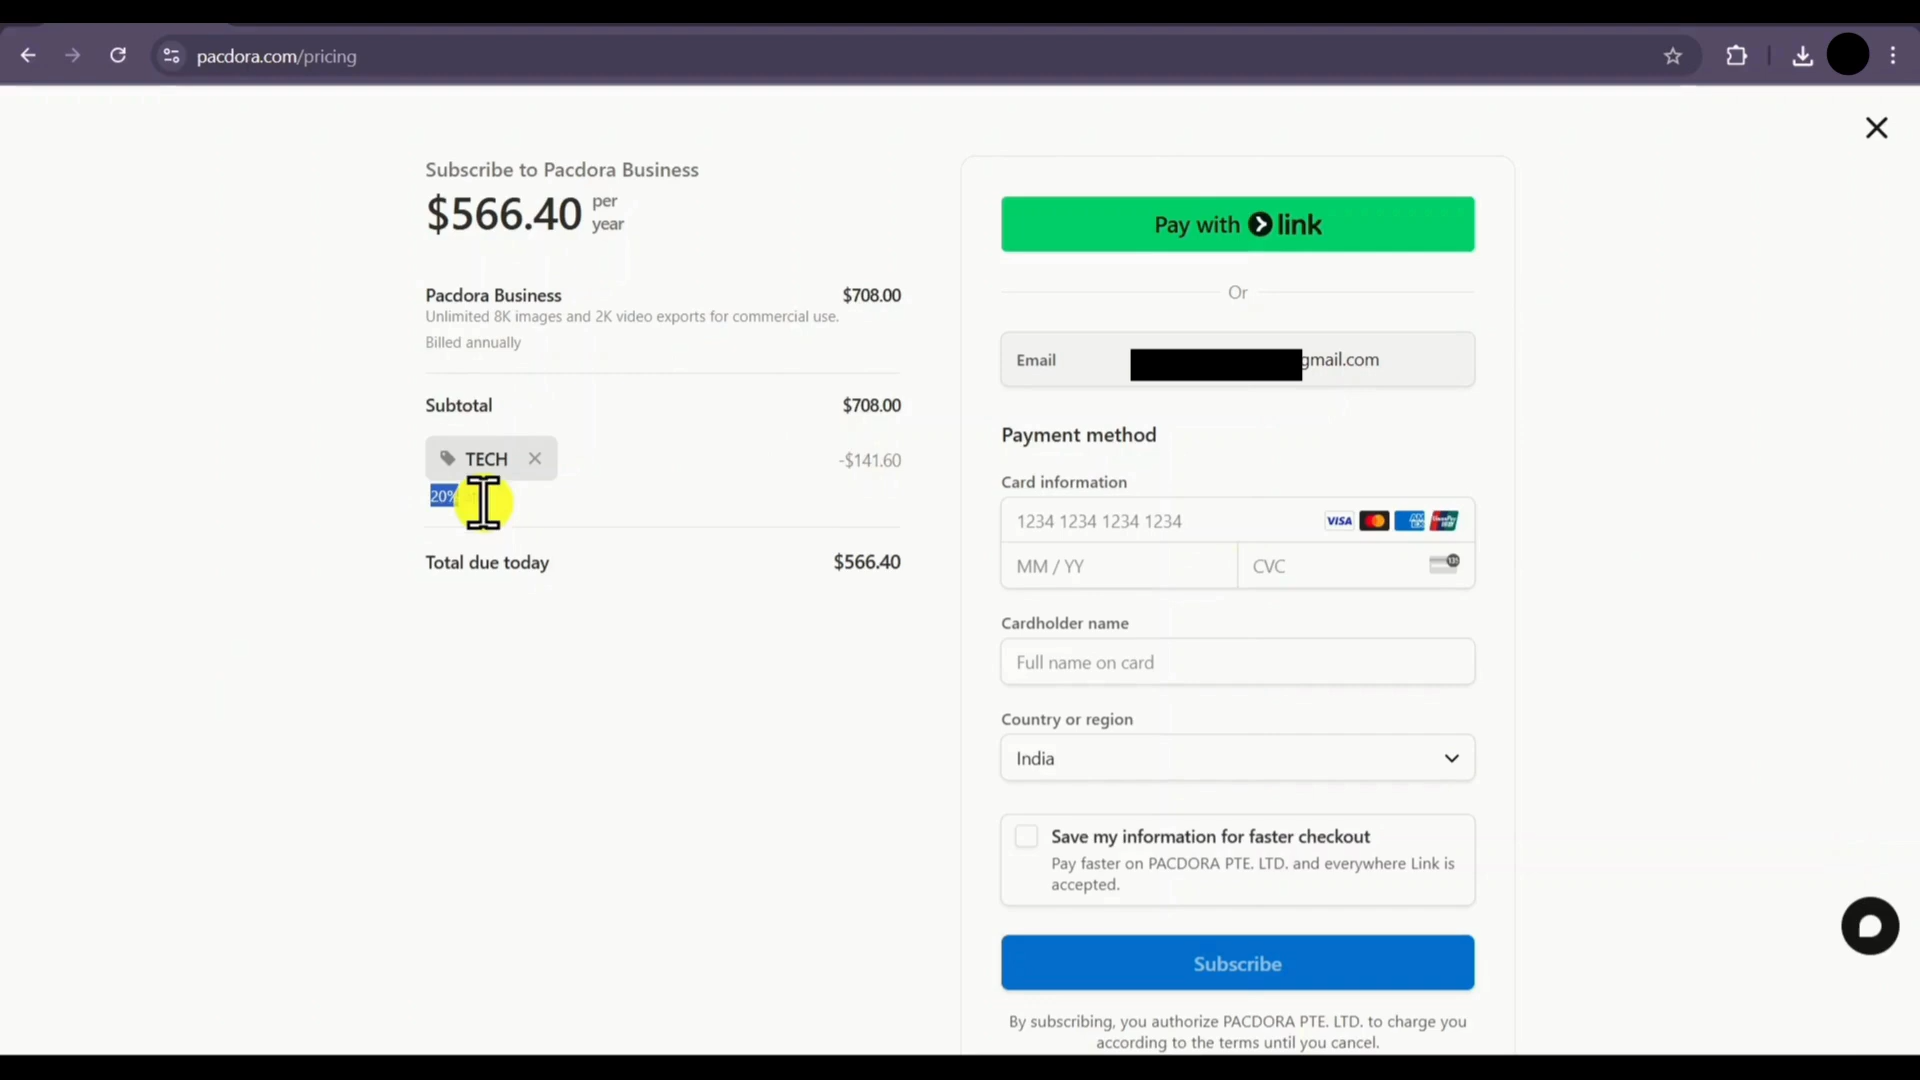 pacdora.com/pricing
Subscribe to Pacdora Business
$566.40 per year
Pacdora Business $708.00
Unlimited 8K images and 2K video exports for commercial use.
Billed annually
Subtotal $708.00
TECH -$141.60
20%
Total due today $566.40
Pay with link
Or
Email gmail.com
Payment method
Card information
1234 1234 1234 1234 VISA
MM / YY CVC
Cardholder name
Full name on card
Country or region
India
Save my information for faster checkout
Pay faster on PACDORA PTE. LTD. and everywhere Link is
accepted.
Subscribe
By subscribing, you authorize PACDORA PTE. LTD. to charge you
according to the terms until you cancel.